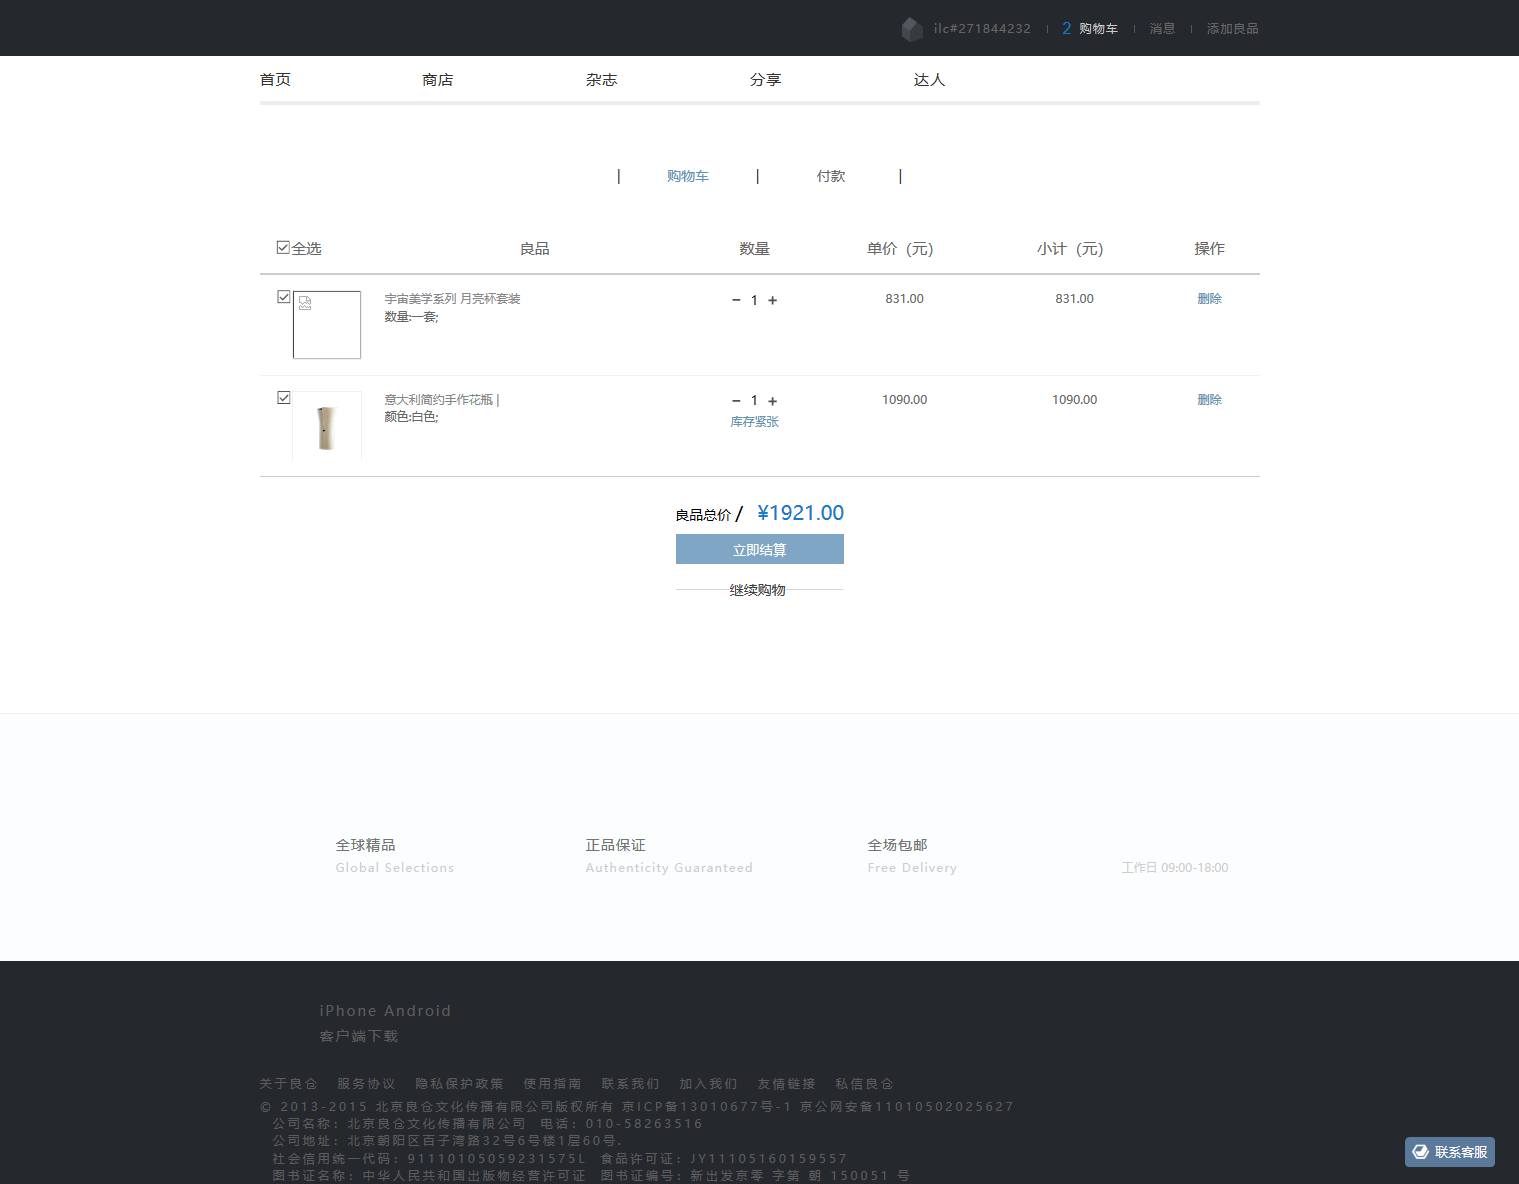 ilc#271844232 2 购物车 消息 添加良品
首页 商店 杂志 分享 达人
| 购物车 | 付款 |
全选 良品 数量 单价（元） 小计（元） 操作
宇宙美学系列 月亮杯套装 − 1 + 831.00 831.00 删除
数量:一套;
意大利简约手作花瓶 | − 1 + 1090.00 1090.00 删除
颜色:白色; 库存紧张
良品总价 / ¥1921.00
立即结算
继续购物
全球精品 正品保证 全场包邮
Global Selections Authenticity Guaranteed Free Delivery 工作日 09:00-18:00
iPhone Android
客户端下载
关于良仓 服务协议 隐私保护政策 使用指南 联系我们 加入我们 友情链接 私信良仓
© 2013-2015 北京良仓文化传播有限公司版权所有 京ICP备13010677号-1 京公网安备11010502025627
公司名称：北京良仓文化传播有限公司 电话：010-58263516
公司地址：北京朝阳区百子湾路32号6号楼1层60号.
社会信用统一代码：91110105059231575L 食品许可证：JY11105160159557
图书证名称：中华人民共和国出版物经营许可证 图书证编号：新出发京零 字第 朝 150051 号
联系客服